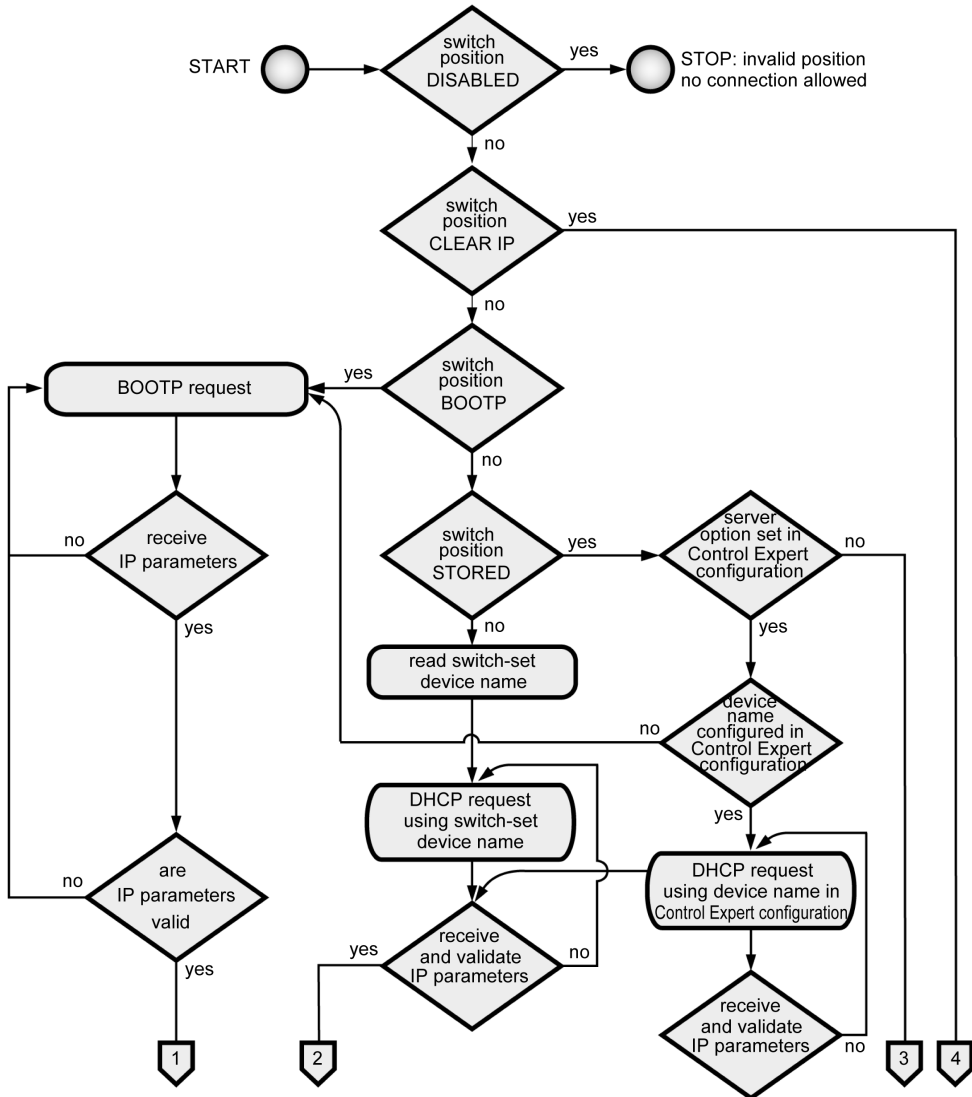 START
switch
position
DISABLED
yes
STOP: invalid position
no connection allowed
no
switch
position
CLEAR IP
yes
no
BOOTP request
yes
switch
position
BOOTP
no
receive
IP parameters
no
yes
switch
position
STORED
yes
no
server
option set in
Control Expert
configuration
no
yes
read switch-set
device name
device
name
configured in
Control Expert
configuration
no
yes
DHCP request
using switch-set
device name
DHCP request
using device name in
Control Expert configuration
are
IP parameters
valid
no
yes
receive
and validate
IP parameters
yes
no
receive
and validate
IP parameters
no
1
2
3
4